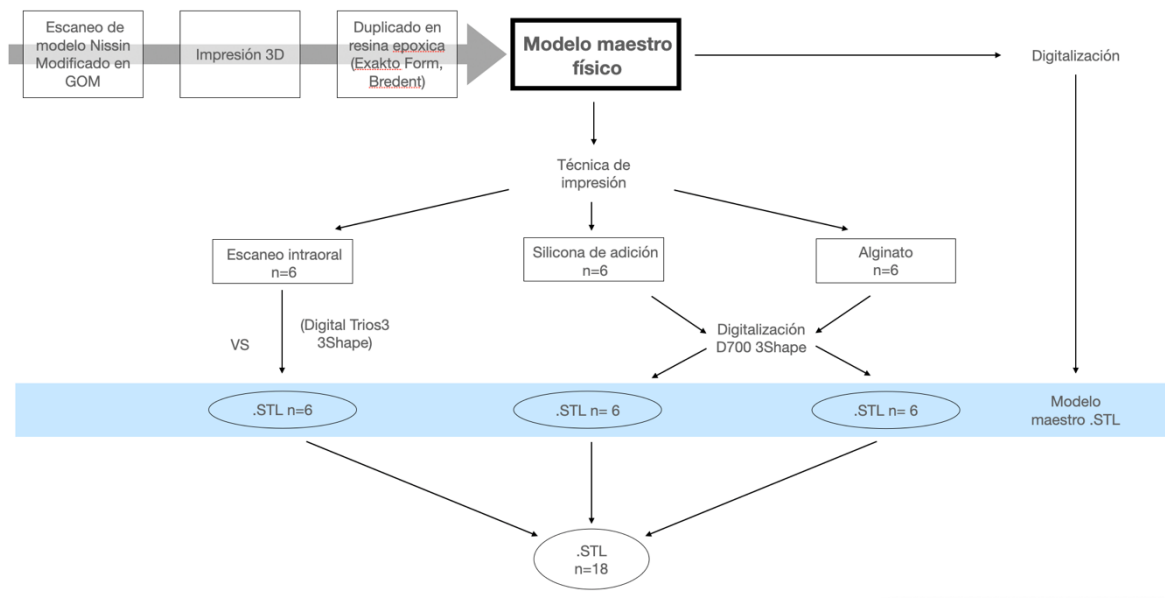 Escaneo de
modelo Nissin
Modificado en
GOM
Impresión 3D
Duplicado en
resina epoxica
(Exakto Form,
Bredent)
Modelo maestro
físico
Digitalización
Técnica de
impresión
Escaneo intraoral
n=6
Silicona de adición
n=6
Alginato
n=6
VS
(Digital Trios3
3Shape)
Digitalización
D700 3Shape
.STL n=6
.STL n= 6
.STL n= 6
Modelo
maestro .STL
.STL
n=18